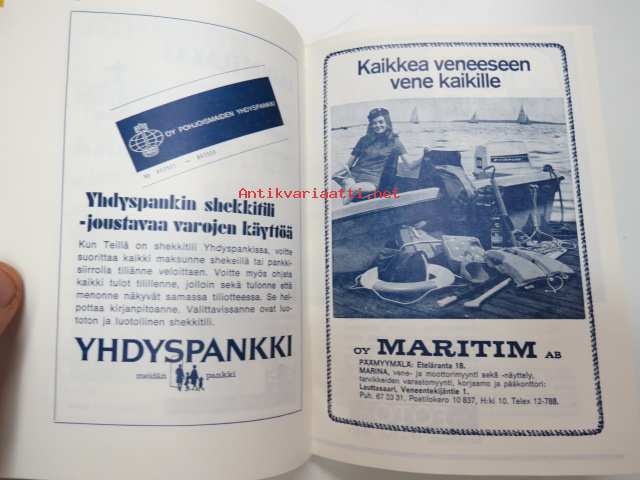 OY POHJOISMAIDEN YHDYSPANKKI
Yhdyspankin shekkitili
-joustavaa varojen käyttöä
Kun Teillä on shekkitili Yhdyspankissa, voitte
suorittaa kaikki maksunne shekeillä tai pankki-
siirrolla tiliänne veloittaen. Voitte myös ohjata
kaikki tulot tilillenne, jolloin sekä tulonne että
menonne näkyvät samassa tiliotteessa. Se hel-
pottaa kirjanpitoanne. Valittavissanne ovat luo-
toton ja luotollinen shekkitili.
YHDYSPANKKI
meidän pankki
Kaikkea veneeseen
vene kaikille
OY MARITIM AB
PÄÄMYYMÄLÄ: Eteläranta 18.
MARINA, vene- ja moottorimyynti sekä -näyttely,
tarvikkeiden varastomyynti, korjaamo ja pääkonttori:
Lauttasaari, Veneentekijäntie 1.
Puh. 67 03 31. Postilokero 10 837, H:ki 10. Telex 12-788.
Antikvariaatti.net